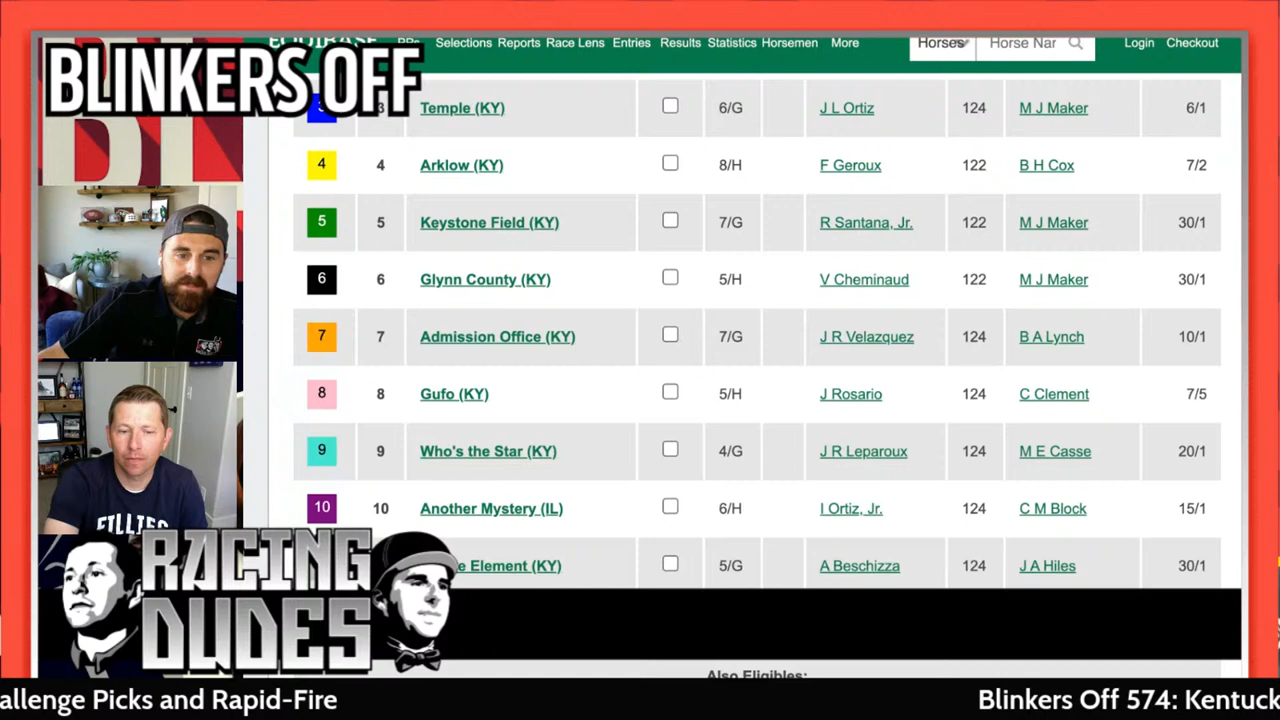 BLINKERS OFF
EQUIBASE Selections Reports Race Lens Entries Results Statistics Horsemen More Horses Horse Nar Login Checkout
3 Temple (KY) 6/G J L Ortiz 124 M J Maker 6/1
4 4 Arklow (KY) 8/H F Geroux 122 B H Cox 7/2
5 5 Keystone Field (KY) 7/G R Santana, Jr. 122 M J Maker 30/1
6 6 Glynn County (KY) 5/H V Cheminaud 122 M J Maker 30/1
7 7 Admission Office (KY) 7/G J R Velazquez 124 B A Lynch 10/1
8 8 Gufo (KY) 5/H J Rosario 124 C Clement 7/5
9 9 Who's the Star (KY) 4/G J R Leparoux 124 M E Casse 20/1
10 10 Another Mystery (IL) 6/H I Ortiz, Jr. 124 C M Block 15/1
e Element (KY) 5/G A Beschizza 124 J A Hiles 30/1
FILLIES
RACING
DUDES
Also Eligibles:
allenge Picks and Rapid-Fire Blinkers Off 574: Kentuck